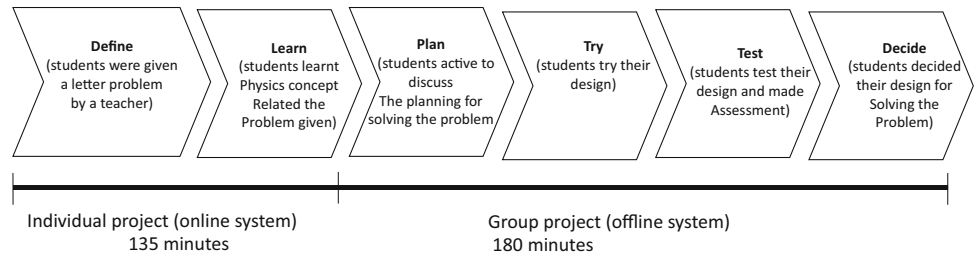 Define
(students were given
a letter problem
by a teacher)
Learn
(students learnt
Physics concept
Related the
Problem given)
Plan
(students active to
discuss
The planning for
solving the problem
Try
(students try their
design)
Test
(students test their
design and made
Assessment)
Decide
(students decided
their design for
Solving the
Problem)
Individual project (online system)
135 minutes
Group project (offline system)
180 minutes